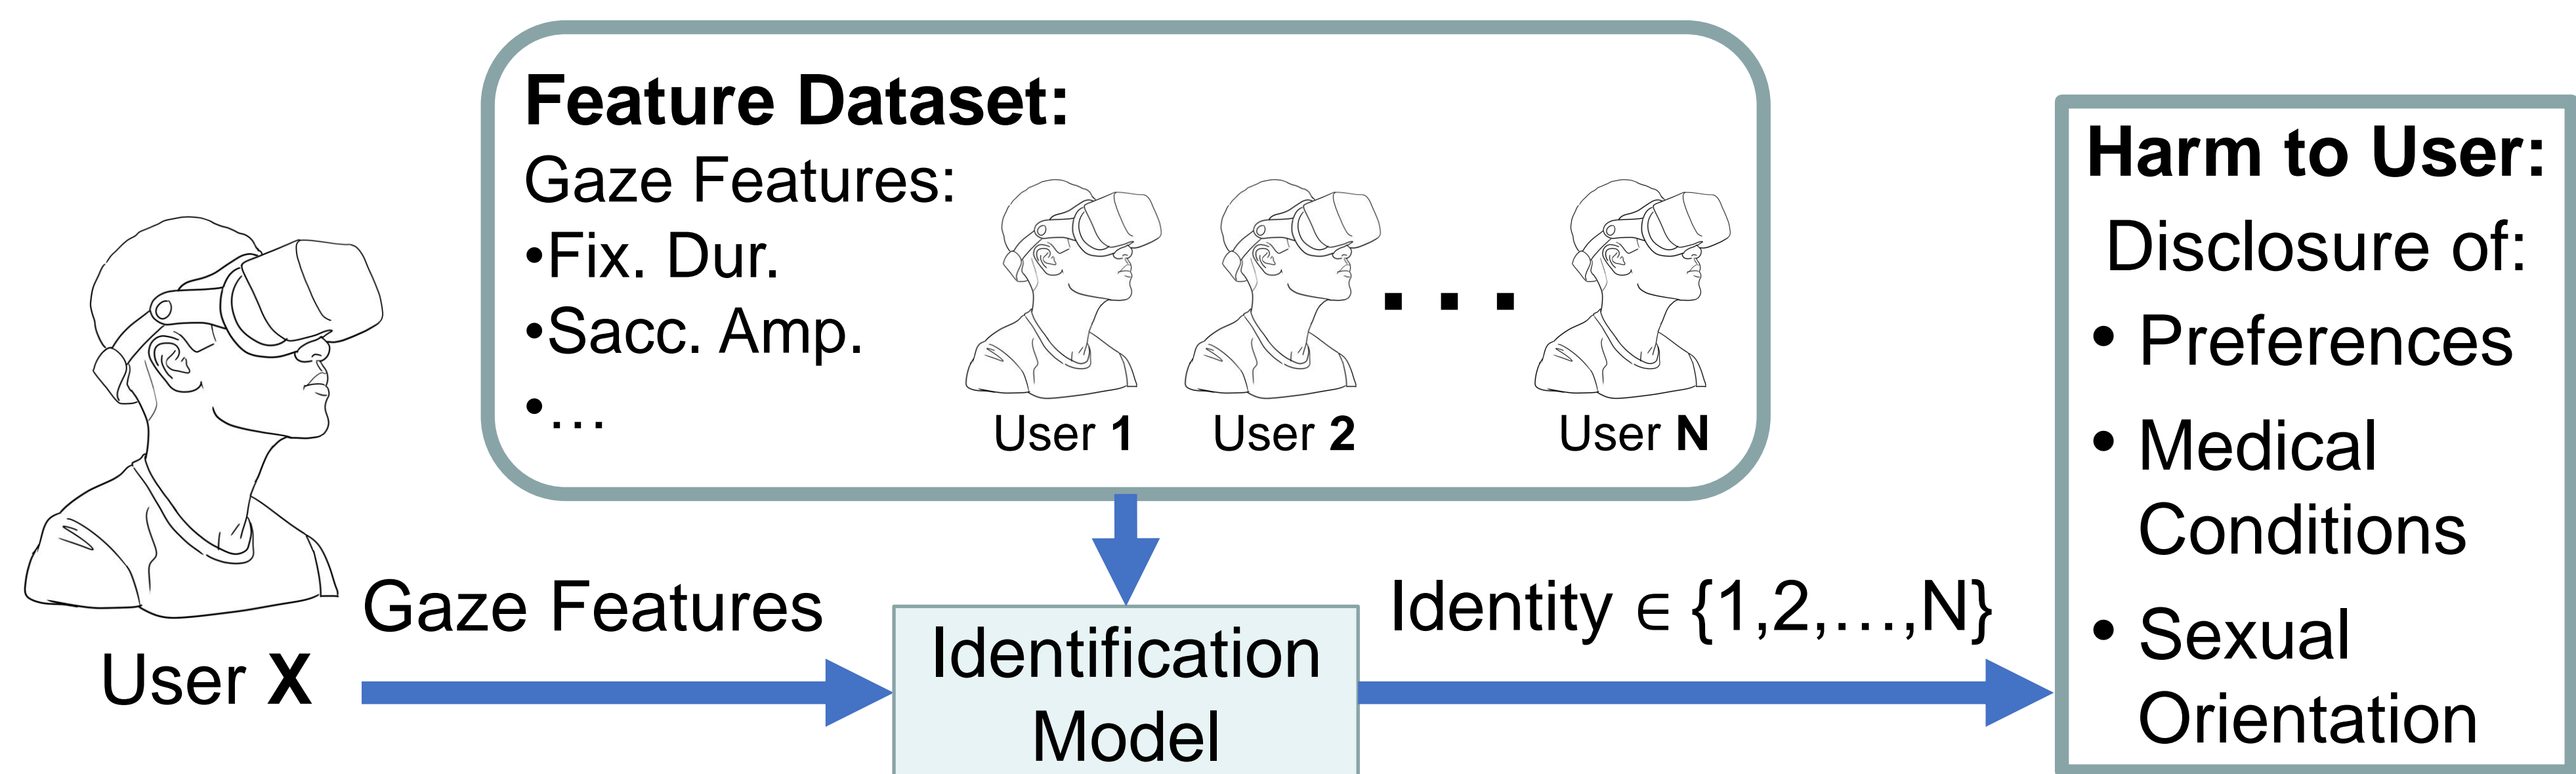 Feature Dataset:
Gaze Features:
•Fix. Dur.
•Sacc. Amp.
•…
User 1
User 2
...
User N
User X
Gaze Features
Identification
Model
Identity ∈ {1,2,…,N}
Harm to User:
Disclosure of:
• Preferences
• Medical
Conditions
• Sexual
Orientation